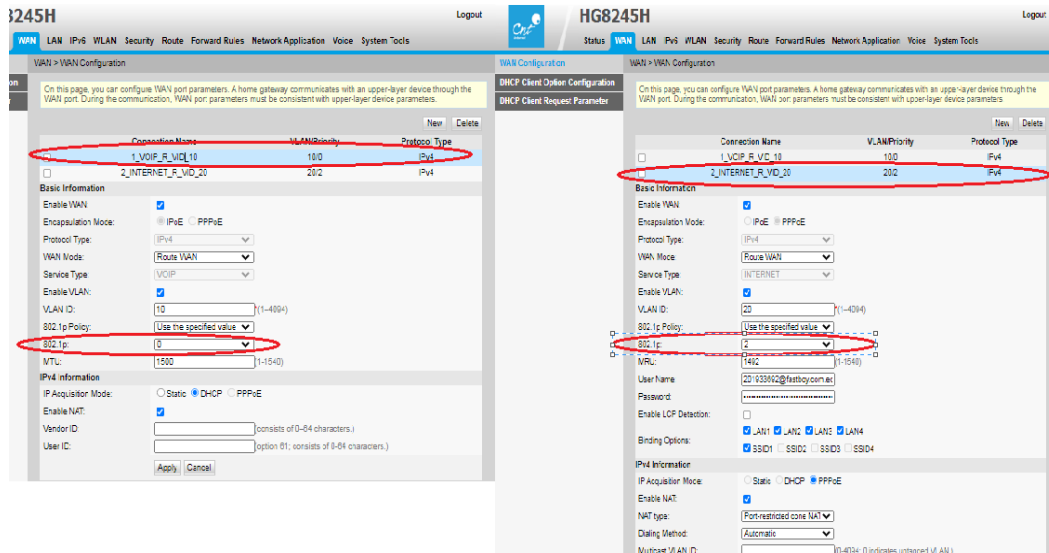 8245H
Logout
WAN LAN IPv6 WLAN Security Route Forward Rules Network Application Voice System Tools
WAN > WAN Configuration
On this page, you can configure WAN port parameters. A home gateway communicates with an upper-layer device through the
WAN port. During the communication, WAN port parameters must be consistent with upper-layer device parameters.
New Delete
Connection Name VLAN/Priority Protocol Type
1_VOIP_R_VID_10 10/0 IPv4
2_INTERNET_R_VID_20 20/2 IPv4
Basic Information
Enable WAN
Encapsulation Mode: IPoE PPPoE
Protocol Type: IPv4
WAN Mode: Route WAN
Service Type: VOIP
Enable VLAN:
VLAN ID: 10 *(1–4094)
802.1p Policy: Use the specified value
802.1p: 0
MTU: 1500 (1-1540)
IPv4 Information
IP Acquisition Mode: Static DHCP PPPoE
Enable NAT:
Vendor ID: (consists of 0–64 characters.)
User ID: (option 61; consists of 0-64 characters.)
Apply Cancel
Cnt
HG8245H
Logout
Status WAN LAN IPv6 WLAN Security Route Forward Rules Network Application Voice System Tools
WAN Configuration
DHCP Client Option Configuration
DHCP Client Request Parameter
WAN > WAN Configuration
On this page, you can configure WAN port parameters. A home gateway communicates with an upper-layer device through the
WAN port. During the communication, WAN port parameters must be consistent with upper-layer device parameters
New Delete
Connection Name VLAN/Priority Protocol Type
1_VOIP_R_VID_10 10/0 IPv4
2_INTERNET_R_VID_20 20/2 IPv4
Basic Information
Enable WAN
Encapsulation Mode: IPoE PPPoE
Protocol Type: IPv4
WAN Mode: Route WAN
Service Type: INTERNET
Enable VLAN:
VLAN ID: 20 *(1–4094)
802.1p Policy: Use the specified value
802.1p: 2
MRU: 1492 (1-1540)
User Name
Password:
Enable LCP Detection:
Binding Options: LAN1 LAN2 LAN3 LAN4
SSID1 SSID2 SSID3 SSID4
IPv4 Information
IP Acquisition Mode: Static DHCP PPPoE
Enable NAT:
NAT type: Port-restricted cone NAT
Dialing Method: Automatic
Multicast VLAN ID: (0-4094; 0 indicates untagged VLAN.)